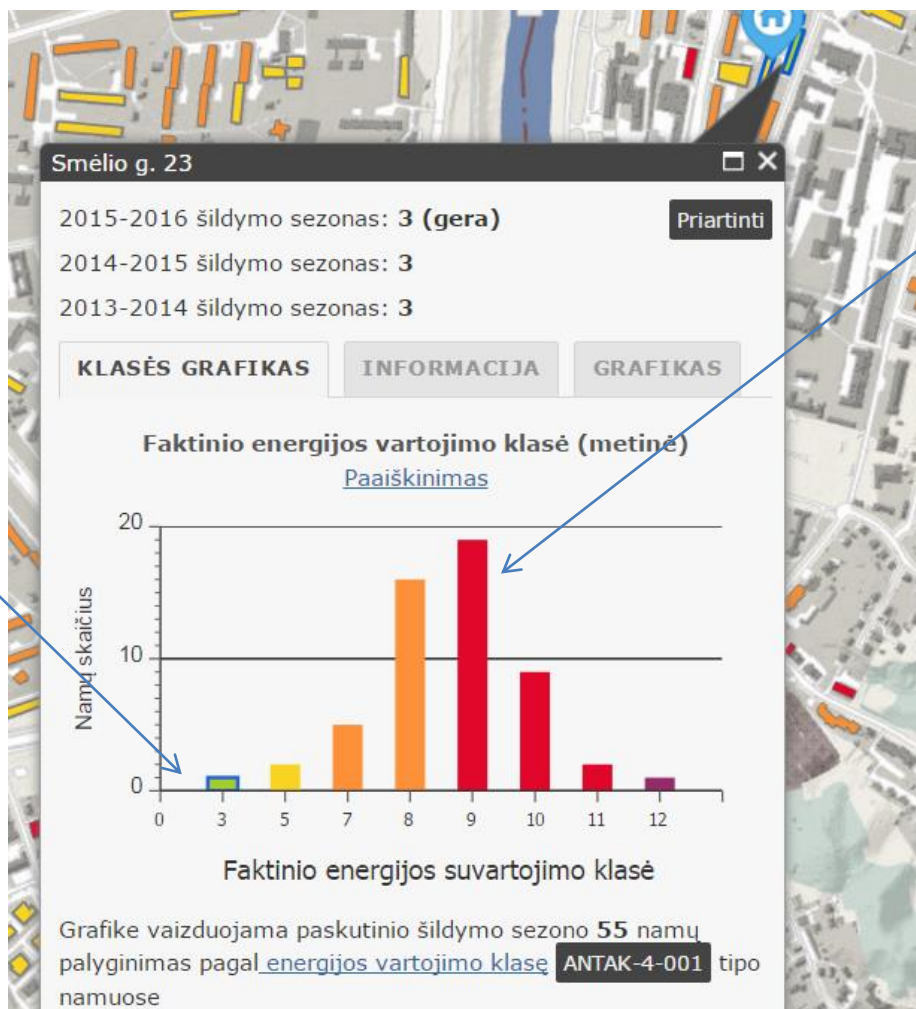 Smėlio g. 23
2015-2016 šildymo sezonas: 3 (gera)
Priartinti
2014-2015 šildymo sezonas: 3
2013-2014 šildymo sezonas: 3
KLASĖS GRAFIKAS INFORMACIJA GRAFIKAS
Faktinio energijos vartojimo klasė (metinė)
Paaiškinimas
Namų skaičius
20
10
0
0 3 5 7 8 9 10 11 12
Faktinio energijos suvartojimo klasė
Grafike vaizduojama paskutinio šildymo sezono 55 namų
palyginimas pagal energijos vartojimo klasę ANTAK-4-001 tipo
namuose